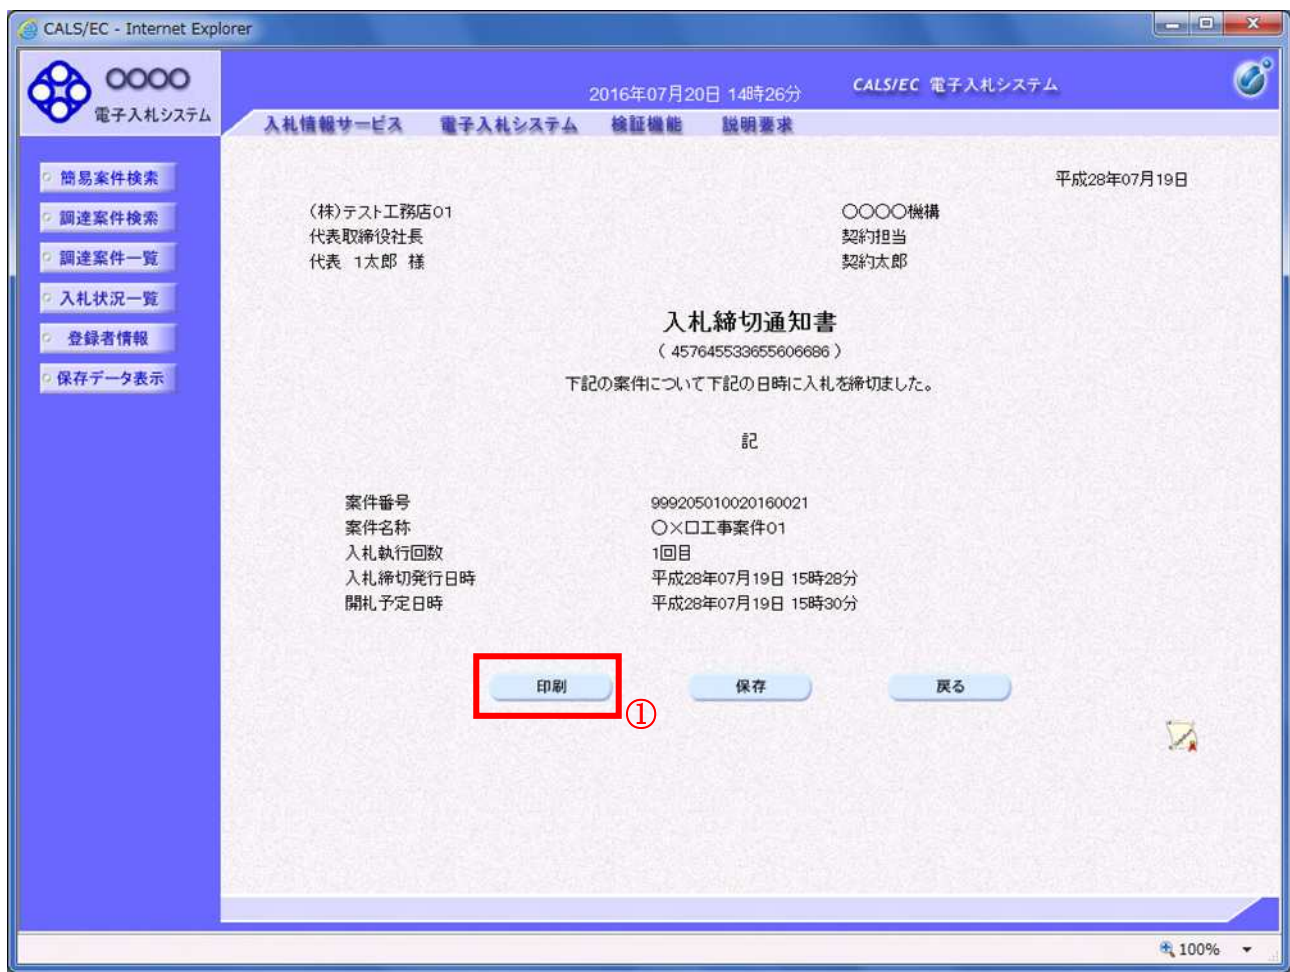 CALS/EC - Internet Explorer
〇〇〇〇
電子入札システム
2016年07月20日 14時26分
CALS/EC 電子入札システム
入札情報サービス 電子入札システム 検証機能 説明要求
簡易案件検索
調達案件検索
調達案件一覧
入札状況一覧
登録者情報
保存データ表示
平成28年07月19日
(株)テスト工務店01
代表取締役社長
代表 1太郎 様
〇〇〇〇機構
契約担当
契約太郎
入札締切通知書
( 457645533655606686 )
下記の案件について下記の日時に入札を締切ました。
記
案件番号 999205010020160021
案件名称 〇×口工事案件01
入札執行回数 1回目
入札締切発行日時 平成28年07月19日 15時28分
開札予定日時 平成28年07月19日 15時30分
印刷 保存 戻る
①
100%